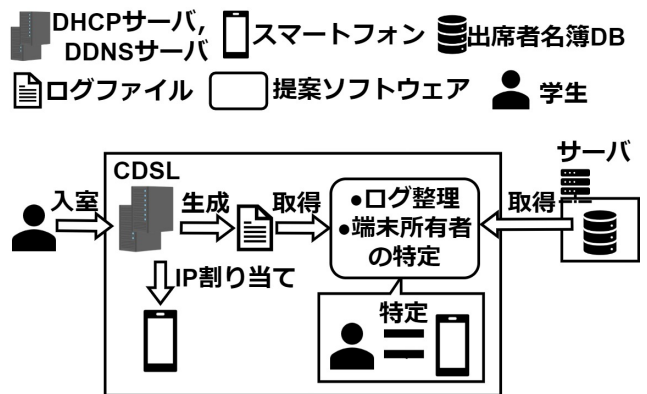 DHCPサーバ,
DDNSサーバ
スマートフォン
出席者名簿DB
ログファイル
提案ソフトウェア
学生
サーバ
CDSL
入室
生成
取得
●ログ整理
●端末所有者
の特定
取得
IP割り当て
特定